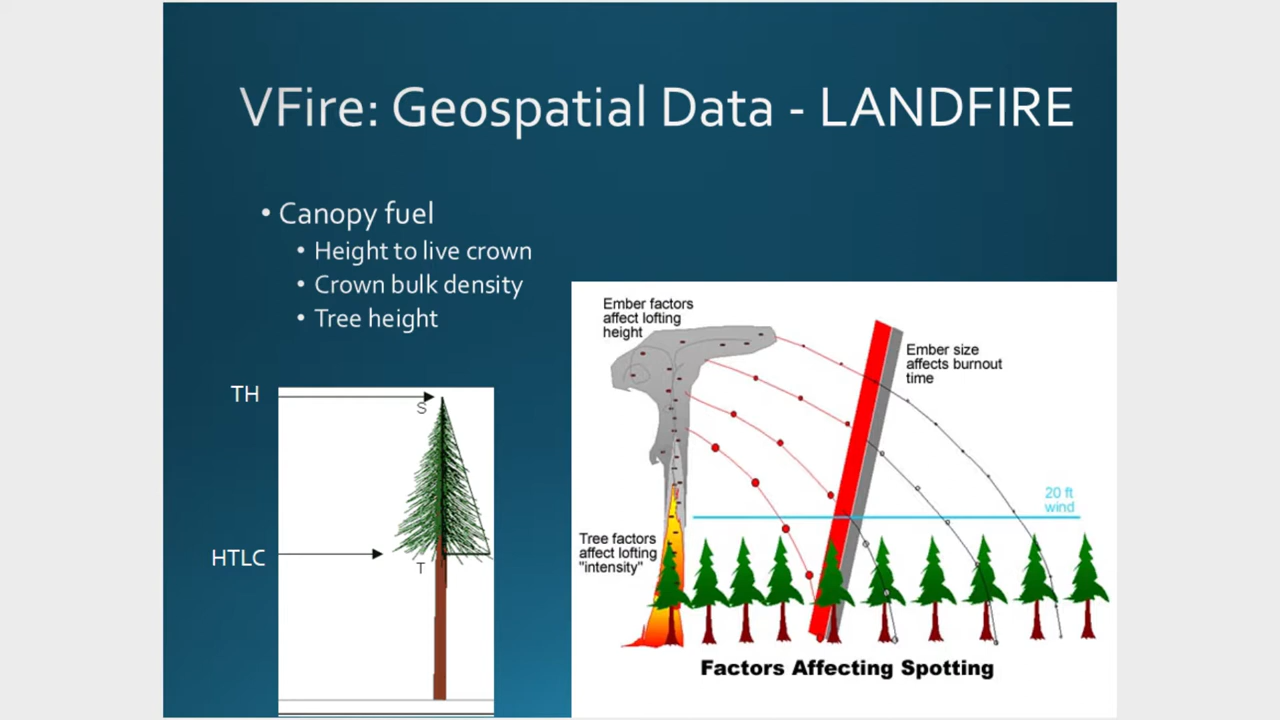 VFire: Geospatial Data - LANDFIRE
• Canopy fuel
• Height to live crown
• Crown bulk density
• Tree height
TH
S
HTLC
T
Ember factors
affect lofting
height
Ember size
affects burnout
time
20 ft
wind
Tree factors
affect lofting
"intensity"
Factors Affecting Spotting